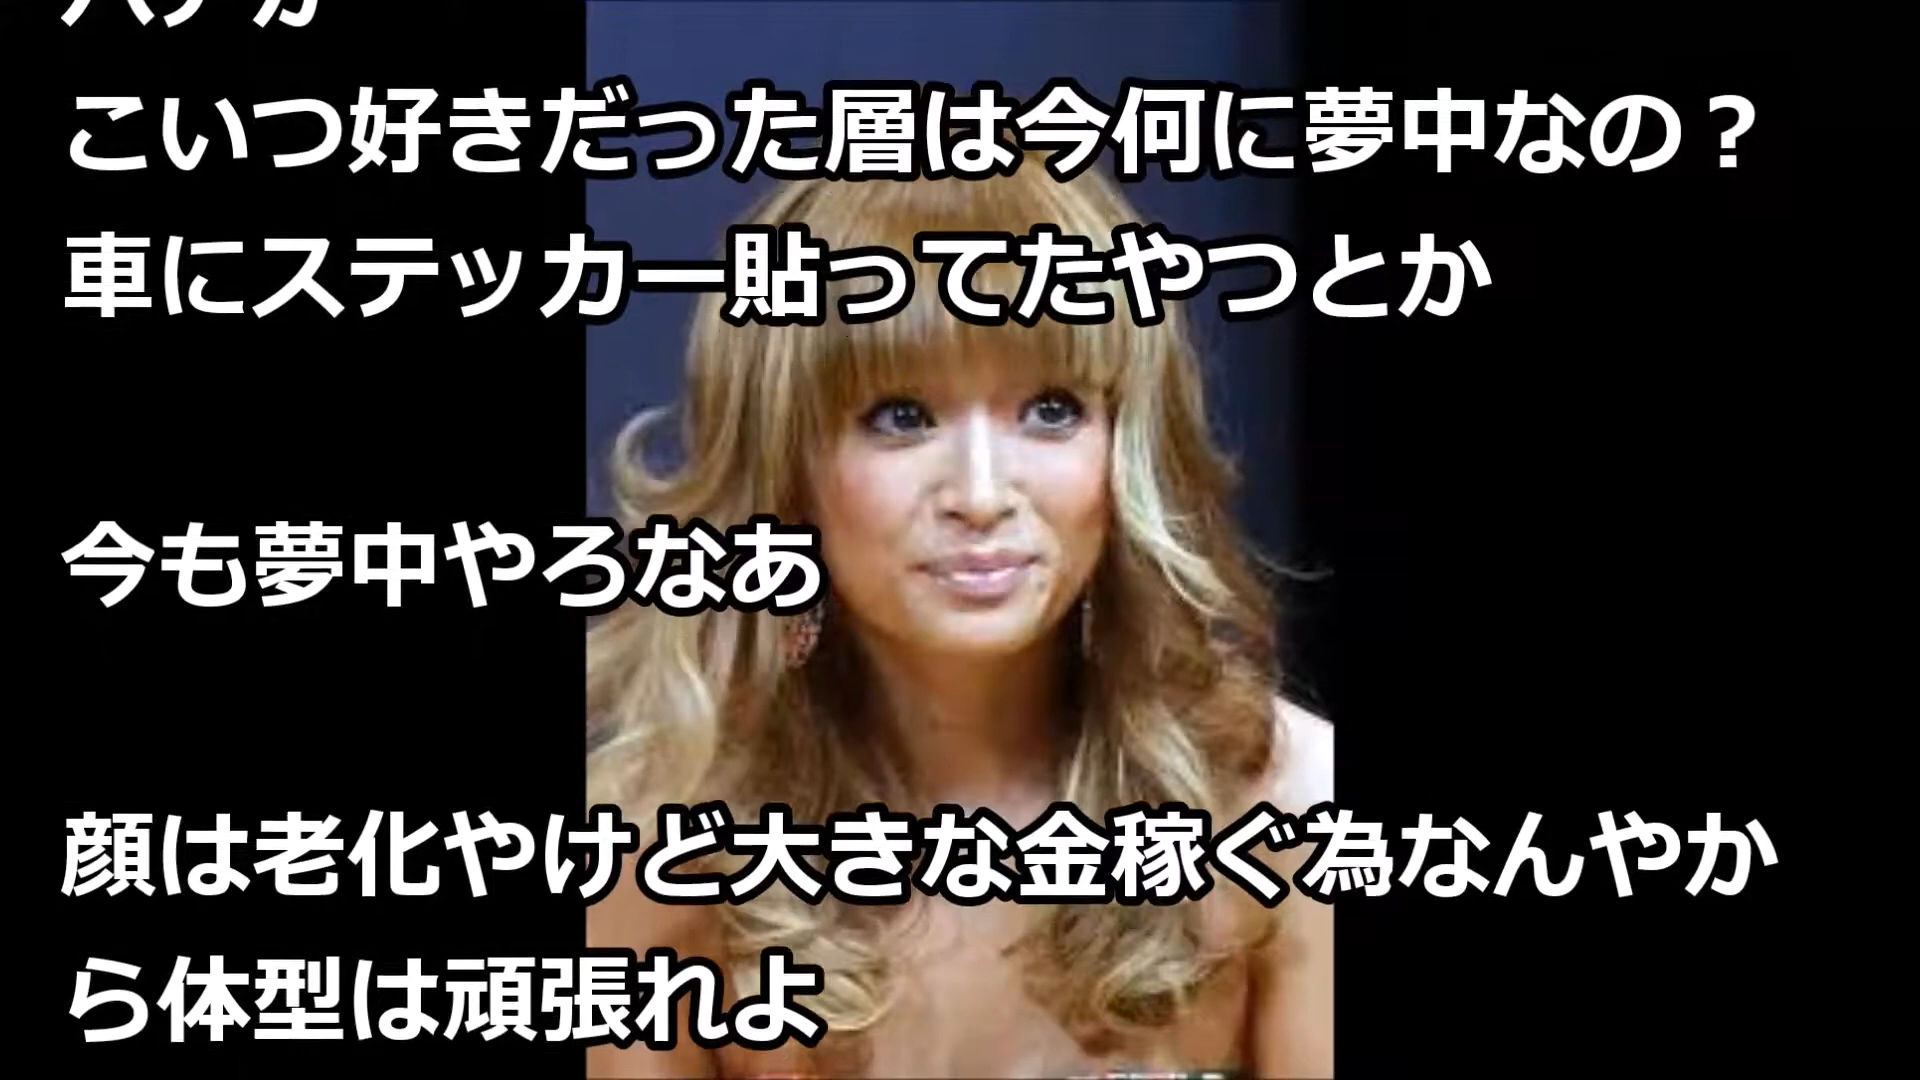 こいつ好きだった層は今何に夢中なの？
車にステッカー貼ってたやつとか
今も夢中やろなあ
顔は老化やけど大きな金稼ぐ為なんやか
ら体型は頑張れよ